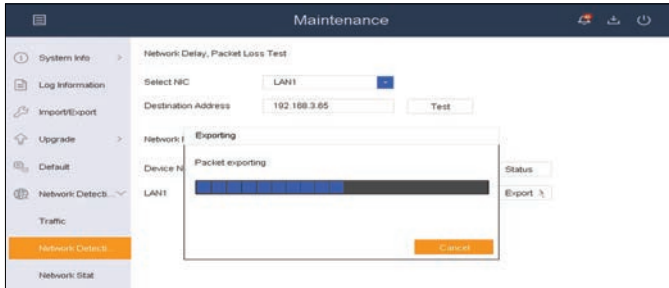 Maintenance
System Info >
Log Information
Import/Export
Upgrade >
Default
Network Detecti...
Traffic
Network Detecti...
Network Stat
Network Delay, Packet Loss Test
Select NIC LAN1
Destination Address 192.168.3.65 Test
Network
Device N Status
LAN1 Export
Exporting
Packet exporting
Cancel